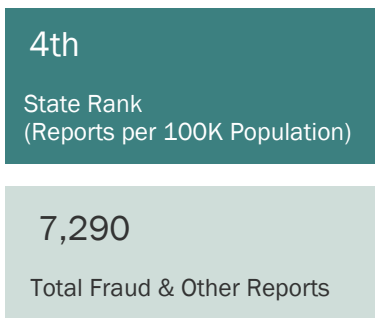 4th
State Rank
(Reports per 100K Population)
7,290
Total Fraud & Other Reports